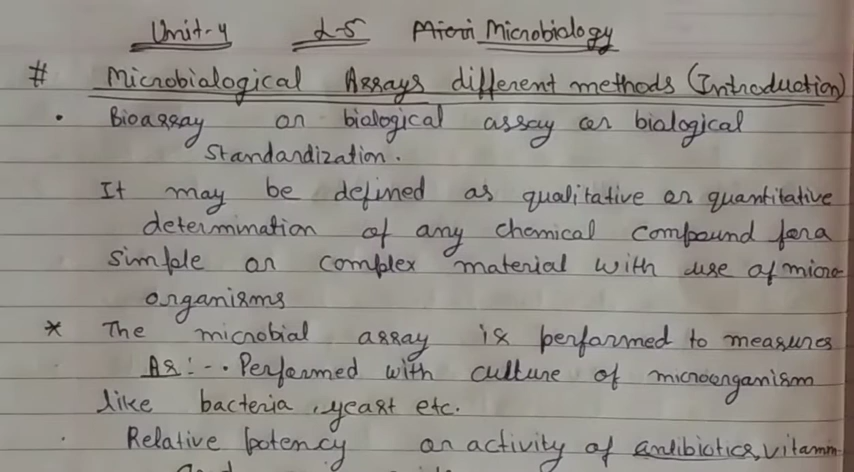 Unit-4 L-5 Microbiology
# Microbialogical Assays different methods (Introduction)
• Bioassay or biological assay or biological
Standardization.
It may be defined as qualitative or quantitative
determination of any chemical compound for a
simple or complex material with use of micro
organisms
* The microbial assay is performed to measures
As:- • Performed with culture of microorganism
like bacteria, yeast etc.
• Relative potency or activity of antibiotics, vitamin